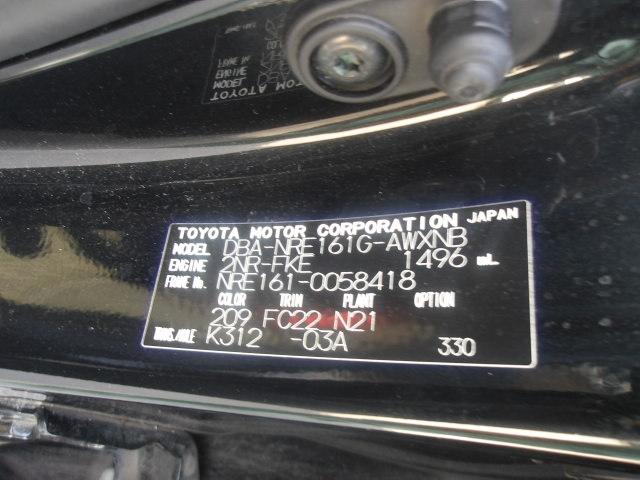 TOYOTA MOTOR CORPORATION JAPAN
MODEL DBA-NRE161G-AWXNB
ENGINE 2NR-FKE 1496 mL
FRAME No. NRE161-0058418
COLOR TRIM PLANT OPTION
209 FC22 N21
TRANS./AXLE K312 -03A 330